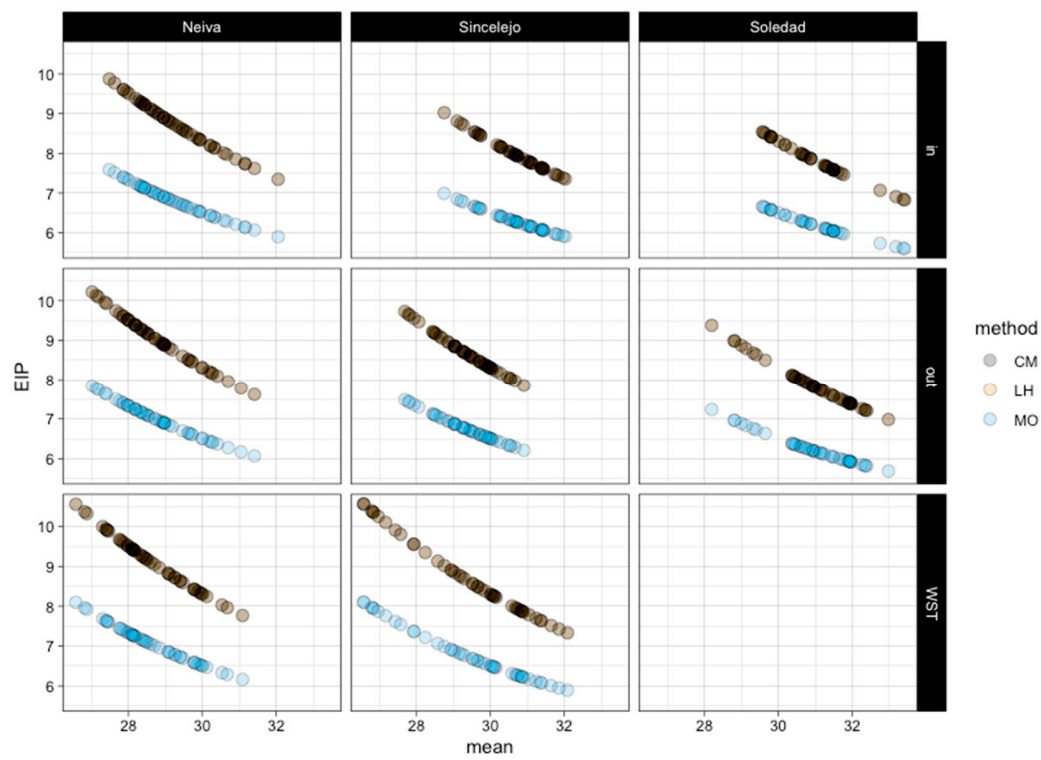 Neiva Sincelejo Soledad
10
9
8
7
6
in
EIP
10
9
8
7
6
out
method
CM
LH
MO
10
9
8
7
6
WST
28 30 32 28 30 32 28 30 32
mean